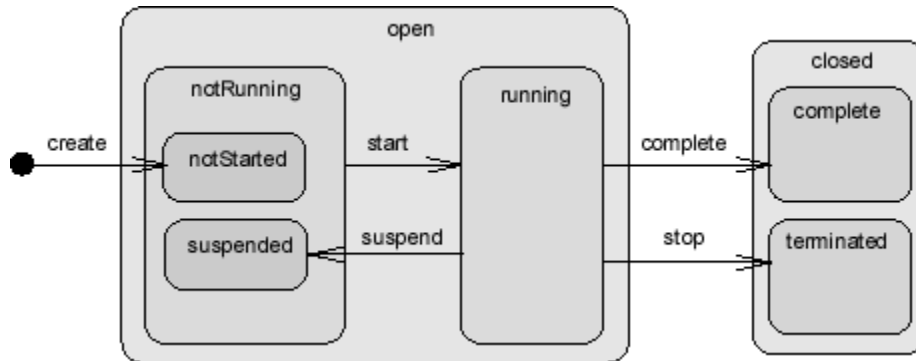 open
closed
notRunning
running
complete
create
notStarted
start
complete
suspended
suspend
stop
terminated